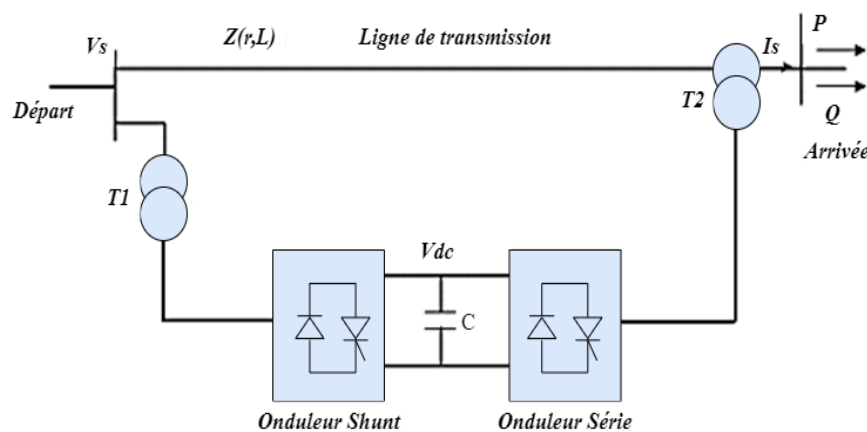 Vs
Z(r,L)
Ligne de transmission
Is
P
Départ
T2
Q
Arrivée
T1
Vdc
C
Onduleur Shunt
Onduleur Série